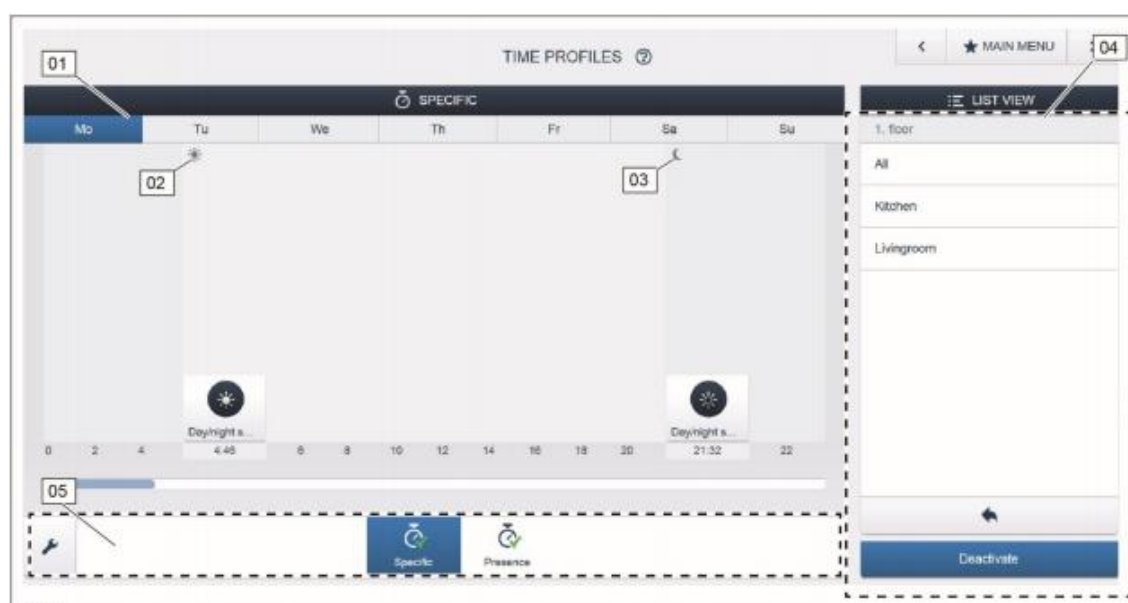 TIME PROFILES ?
< ★ MAIN MENU
04
01
SPECIFIC
LIST VIEW
Mo Tu We Th Fr Sa Su
1. floor
02
03
All
Kitchen
Livingroom
Day/night s... Day/night s...
0 2 4 4:46 6 8 10 12 14 16 18 20 21:32 22
05
Specific Presence
Deactivate